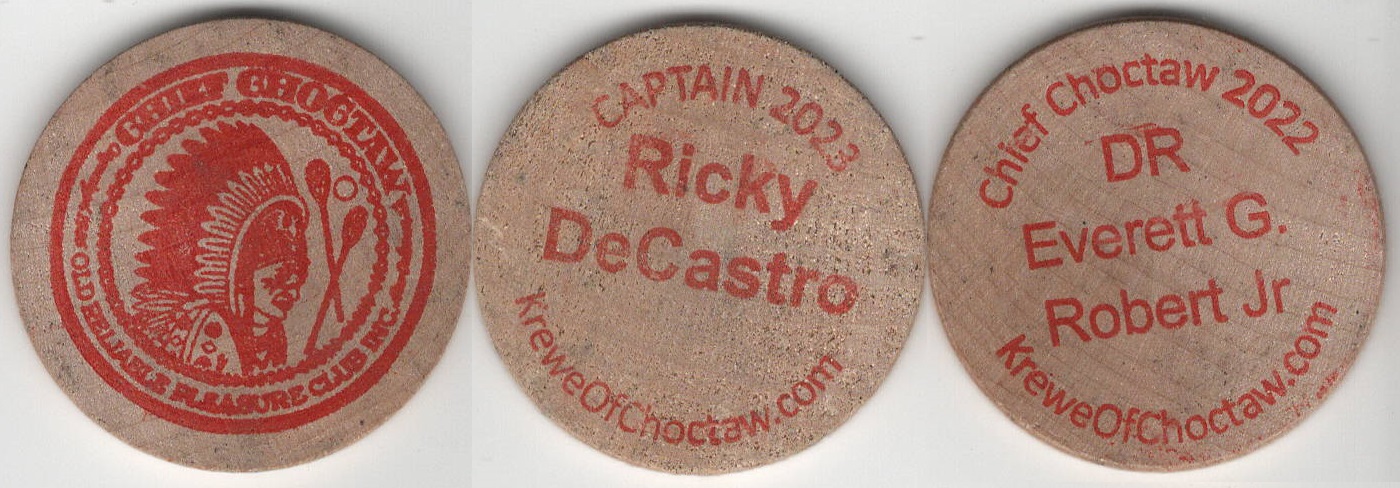 CHIEF CHOCTAW
OLD RELIABLE PLEASURE CLUB INC.
CAPTAIN 2023
Ricky
DeCastro
KreweOfChoctaw.com
Chief Choctaw 2022
DR
Everett G.
Robert Jr
KreweOfChoctaw.com